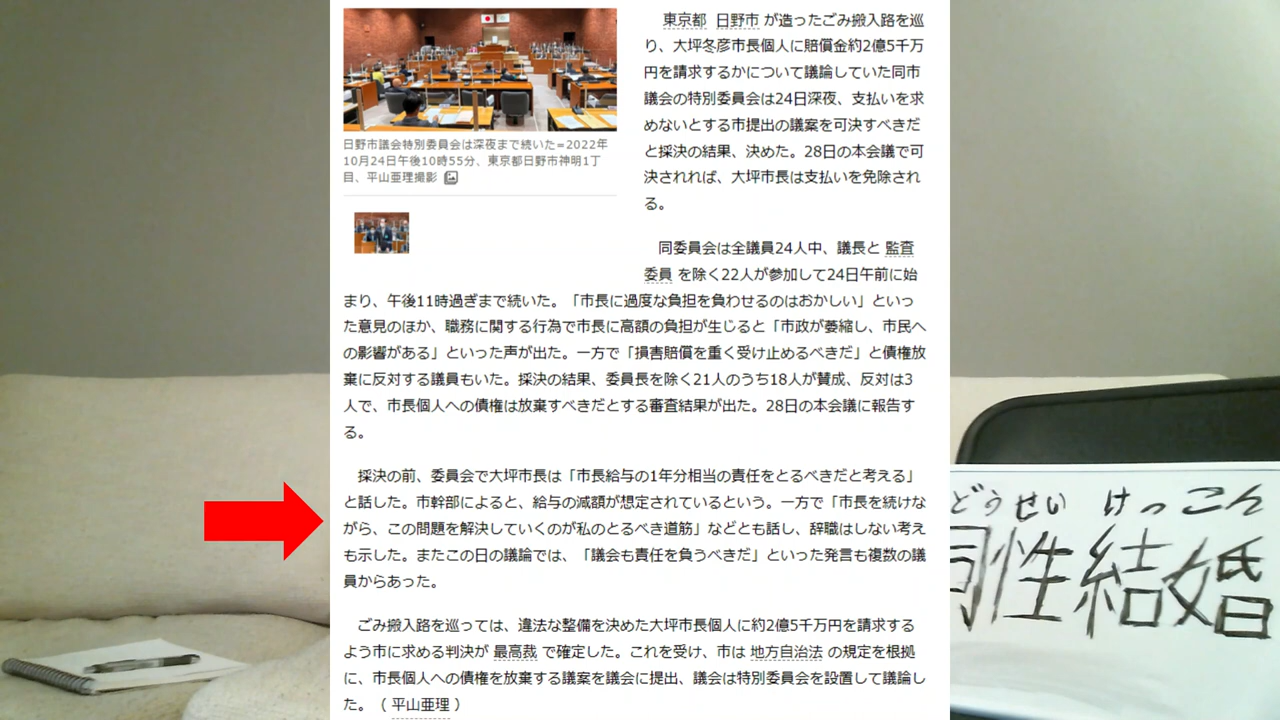 日野市議会特別委員会は深夜まで続いた=2022年
10月24日午後10時55分、東京都日野市神明1丁
目、平山亜理撮影
東京都 日野市 が造ったごみ搬入路を巡
り、大坪冬彦市長個人に賠償金約2億5千万
円を請求するかについて議論していた同市
議会の特別委員会は24日深夜、支払いを求
めないとする市提出の議案を可決すべきだ
と採決の結果、決めた。28日の本会議で可
決されれば、大坪市長は支払いを免除され
る。
同委員会は全議員24人中、議長と 監査
委員 を除く22人が参加して24日午前に始
まり、午後11時過ぎまで続いた。「市長に過度な負担を負わせるのはおかしい」といっ
た意見のほか、職務に関する行為で市長に高額の負担が生じると「市政が萎縮し、市民へ
の影響がある」といった声が出た。一方で「損害賠償を重く受け止めるべきだ」と債権放
棄に反対する議員もいた。採決の結果、委員長を除く21人のうち18人が賛成、反対は3
人で、市長個人への債権は放棄すべきだとする審査結果が出た。28日の本会議に報告す
る。
採決の前、委員会で大坪市長は「市長給与の1年分相当の責任をとるべきだと考える」
と話した。市幹部によると、給与の減額が想定されているという。一方で「市長を続けな
がら、この問題を解決していくのが私のとるべき道筋」などとも話し、辞職はしない考え
も示した。またこの日の議論では、「議会も責任を負うべきだ」といった発言も複数の議
員からあった。
ごみ搬入路を巡っては、違法な整備を決めた大坪市長個人に約2億5千万円を請求する
よう市に求める判決が 最高裁 で確定した。これを受け、市は 地方自治法 の規定を根拠
に、市長個人への債権を放棄する議案を議会に提出、議会は特別委員会を設置して議論し
た。（ 平山亜理 ）
どうせい けっこん
同性結婚